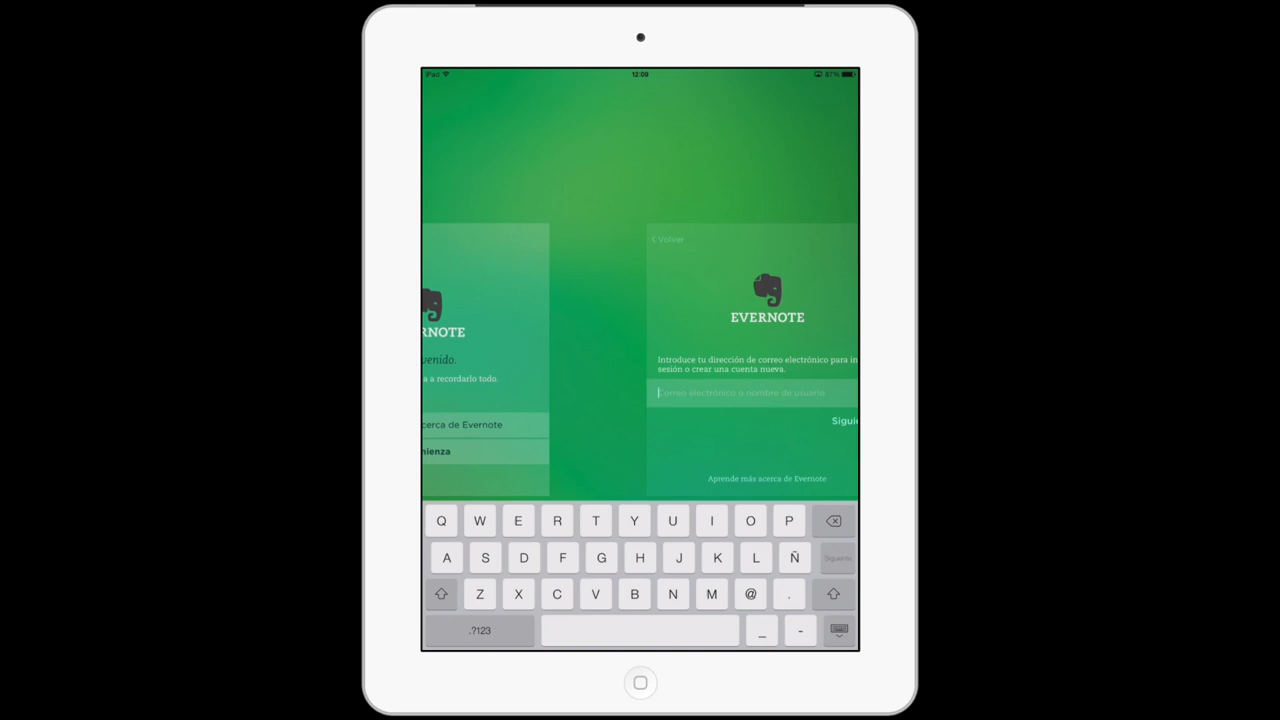 iPad
12:09
87%
RNOTE
venido.
a a recordarlo todo.
cerca de Evernote
ienza
Volver
EVERNOTE
Introduce tu dirección de correo electrónico para in
sesión o crear una cuenta nueva.
Correo electrónico o nombre de usuario
Sigui
Aprende más acerca de Evernote
Q W E R T Y U I O P
A S D F G H J K L Ñ Siguiente
Z X C V B N M @ .
.?123 _ -